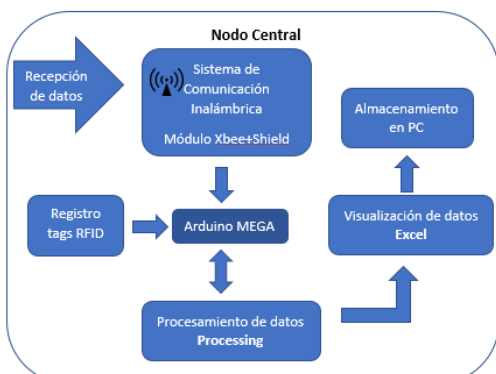 Nodo Central
Recepción
de datos
Sistema de
Comunicación
Inalámbrica
Módulo Xbee+Shield
Almacenamiento
en PC
Registro
tags RFID
Arduino MEGA
Visualización de datos
Excel
Procesamiento de datos
Processing